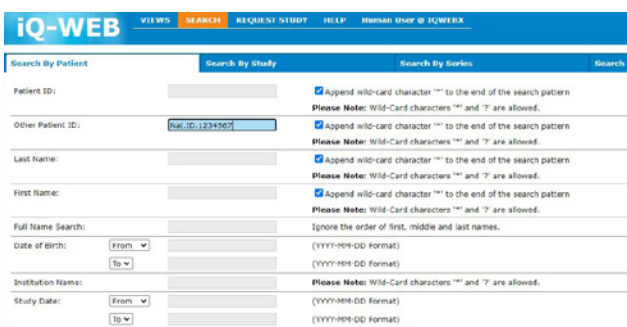 iQ-WEB VIEWS SEARCH REQUEST STUDY HELP Human User @ IQWEBX
Search By Patient Search By Study Search By Series Search
Patient ID: Append wild-card character "*" to the end of the search pattern
Please Note: Wild-Card characters "*" and '?' are allowed.
Other Patient ID: Nat.ID.1234567 Append wild-card character "*" to the end of the search pattern
Please Note: Wild-Card characters "*" and '?' are allowed.
Last Name: Append wild-card character "*" to the end of the search pattern
Please Note: Wild-Card characters "*" and '?' are allowed.
First Name: Append wild-card character "*" to the end of the search pattern
Please Note: Wild-Card characters "*" and '?' are allowed.
Full Name Search: Ignore the order of first, middle and last names.
Date of Birth: From (YYYY-MM-DD Format)
To (YYYY-MM-DD Format)
Institution Name: Please Note: Wild-Card characters "*" and '?' are allowed.
Study Date: From (YYYY-MM-DD Format)
To (YYYY-MM-DD Format)